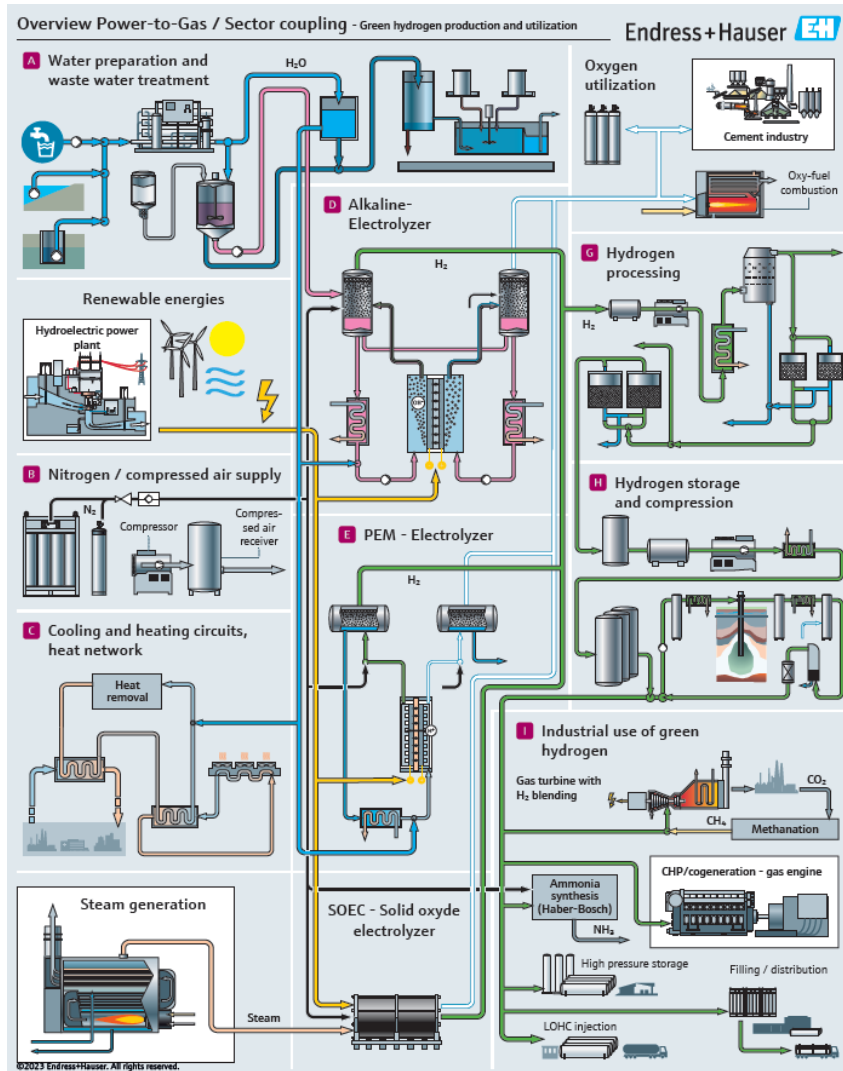 Overview Power-to-Gas / Sector coupling - Green hydrogen production and utilization
Endress+Hauser EH
A Water preparation and
waste water treatment
H₂O
Oxygen
utilization
Cement industry
Oxy-fuel
combustion
D Alkaline-
Electrolyzer
H₂
OH⁻
G Hydrogen
processing
H₂
Renewable energies
Hydroelectric power
plant
B Nitrogen / compressed air supply
N₂
Compressor
Compres-
sed air
receiver
E PEM - Electrolyzer
H₂
H⁺
H Hydrogen storage
and compression
C Cooling and heating circuits,
heat network
Heat
removal
I Industrial use of green
hydrogen
Gas turbine with
H₂ blending
CO₂
CH₄
Methanation
CHP/cogeneration - gas engine
Ammonia
synthesis
(Haber-Bosch)
NH₃
High pressure storage
Filling / distribution
LOHC injection
Steam generation
Steam
SOEC - Solid oxyde
electrolyzer
©2023 Endress+Hauser. All rights reserved.